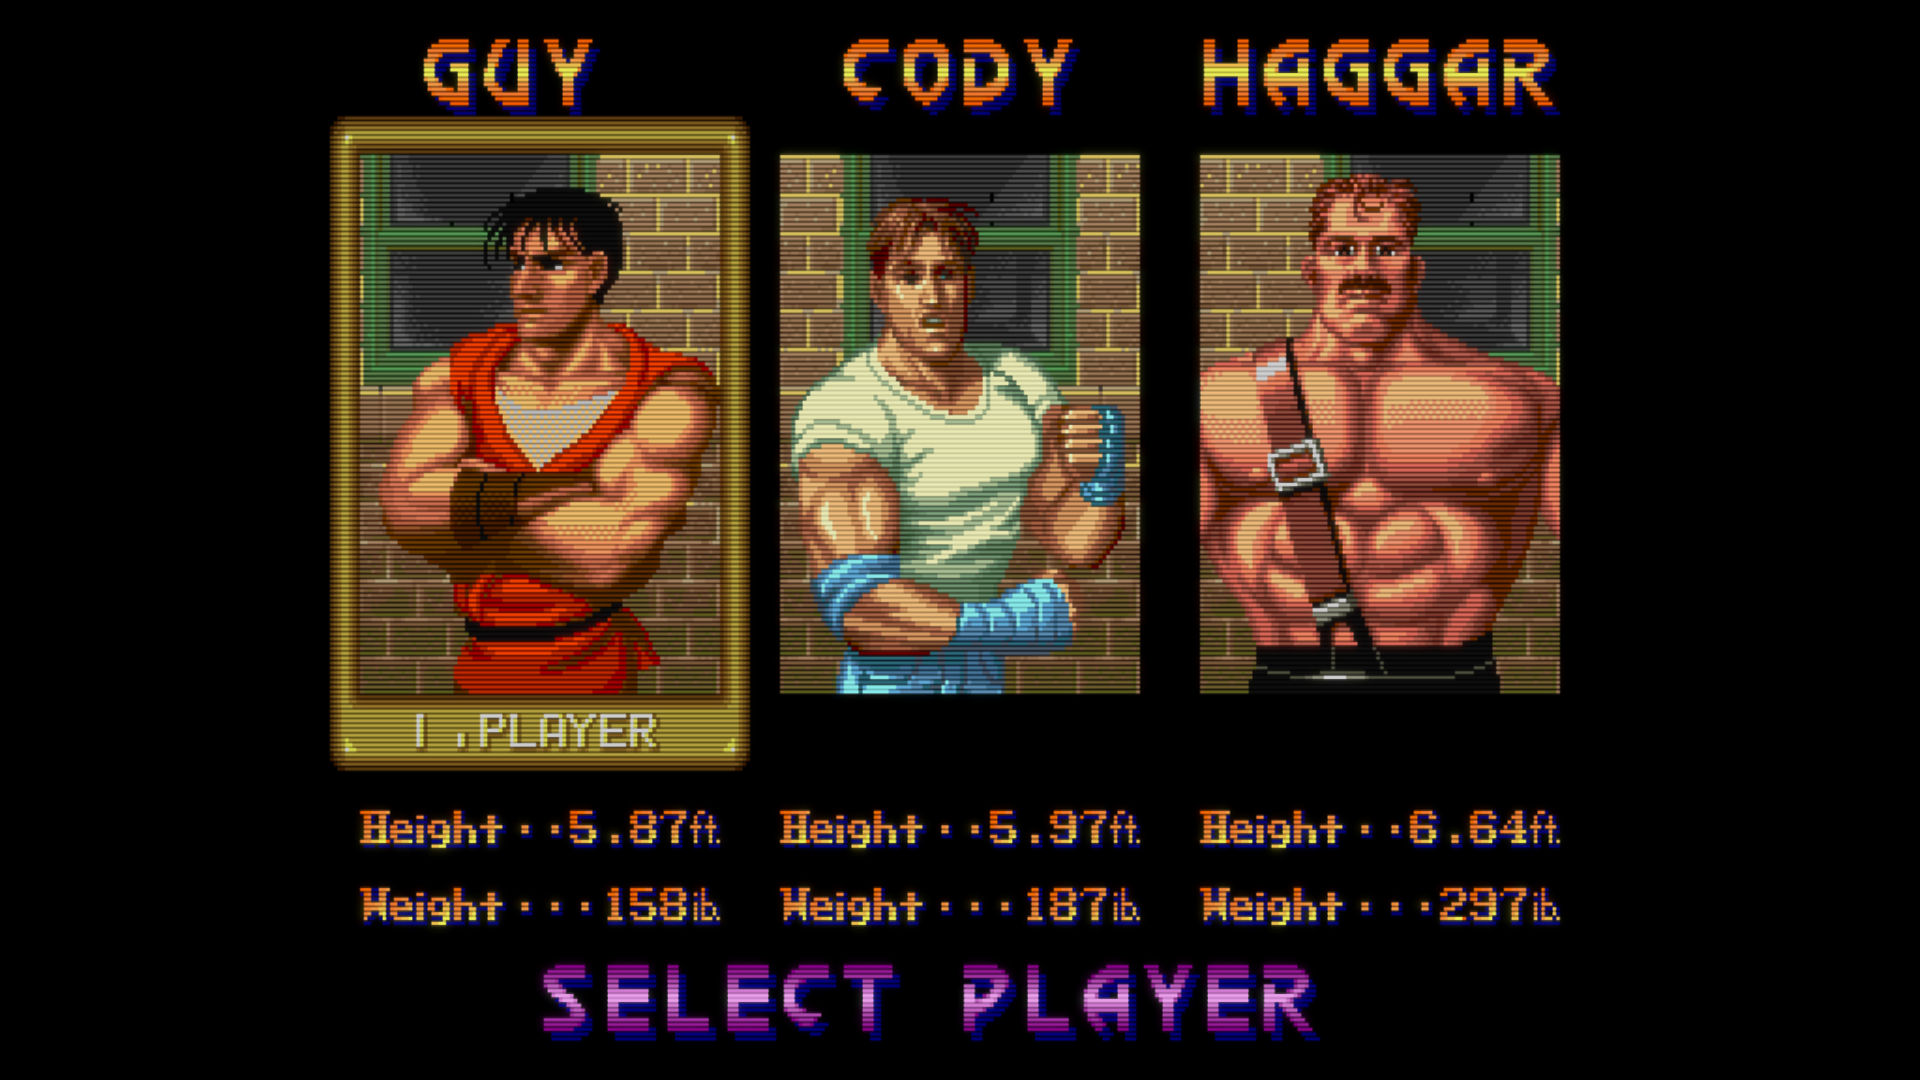 GUY CODY HAGGAR
1.PLAYER
Height··5.87ft. Height··5.97ft. Height··6.64ft.
Weight···158lb. Weight···187lb. Weight···297lb.
SELECT PLAYER